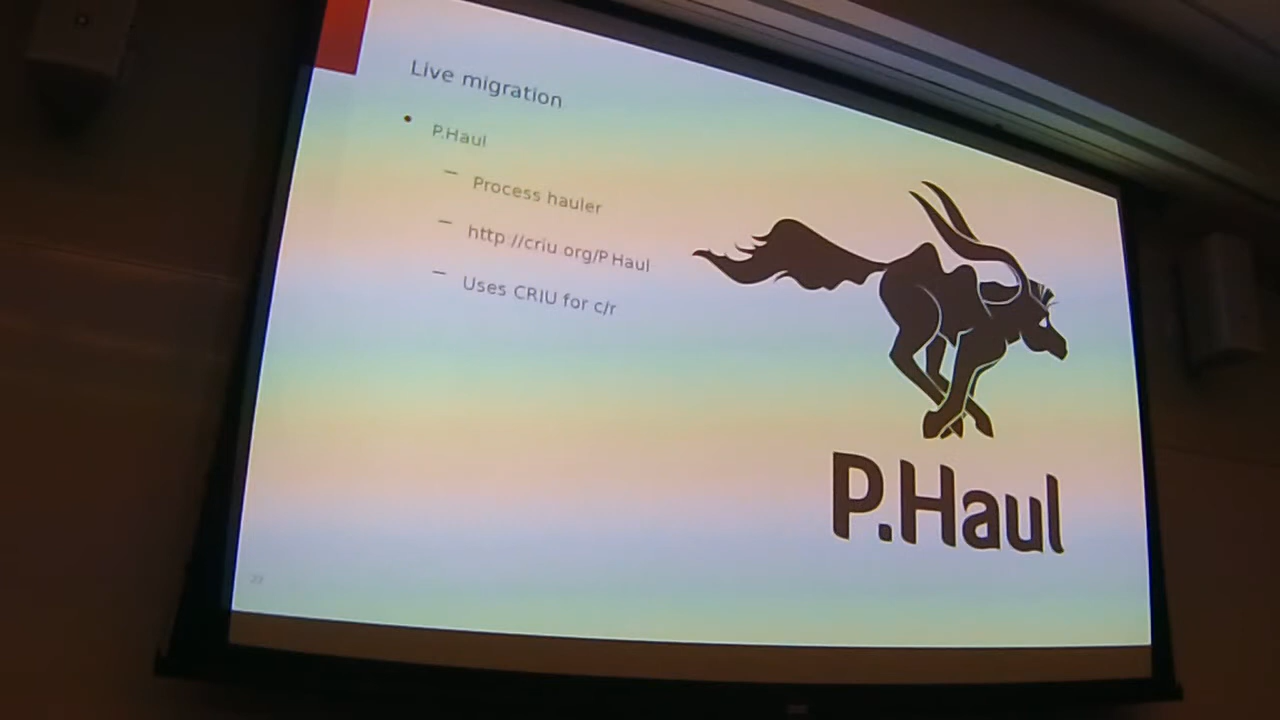 Live migration
• P.Haul
– Process hauler
– http://criu.org/P.Haul
– Uses CRIU for c/r
P.Haul